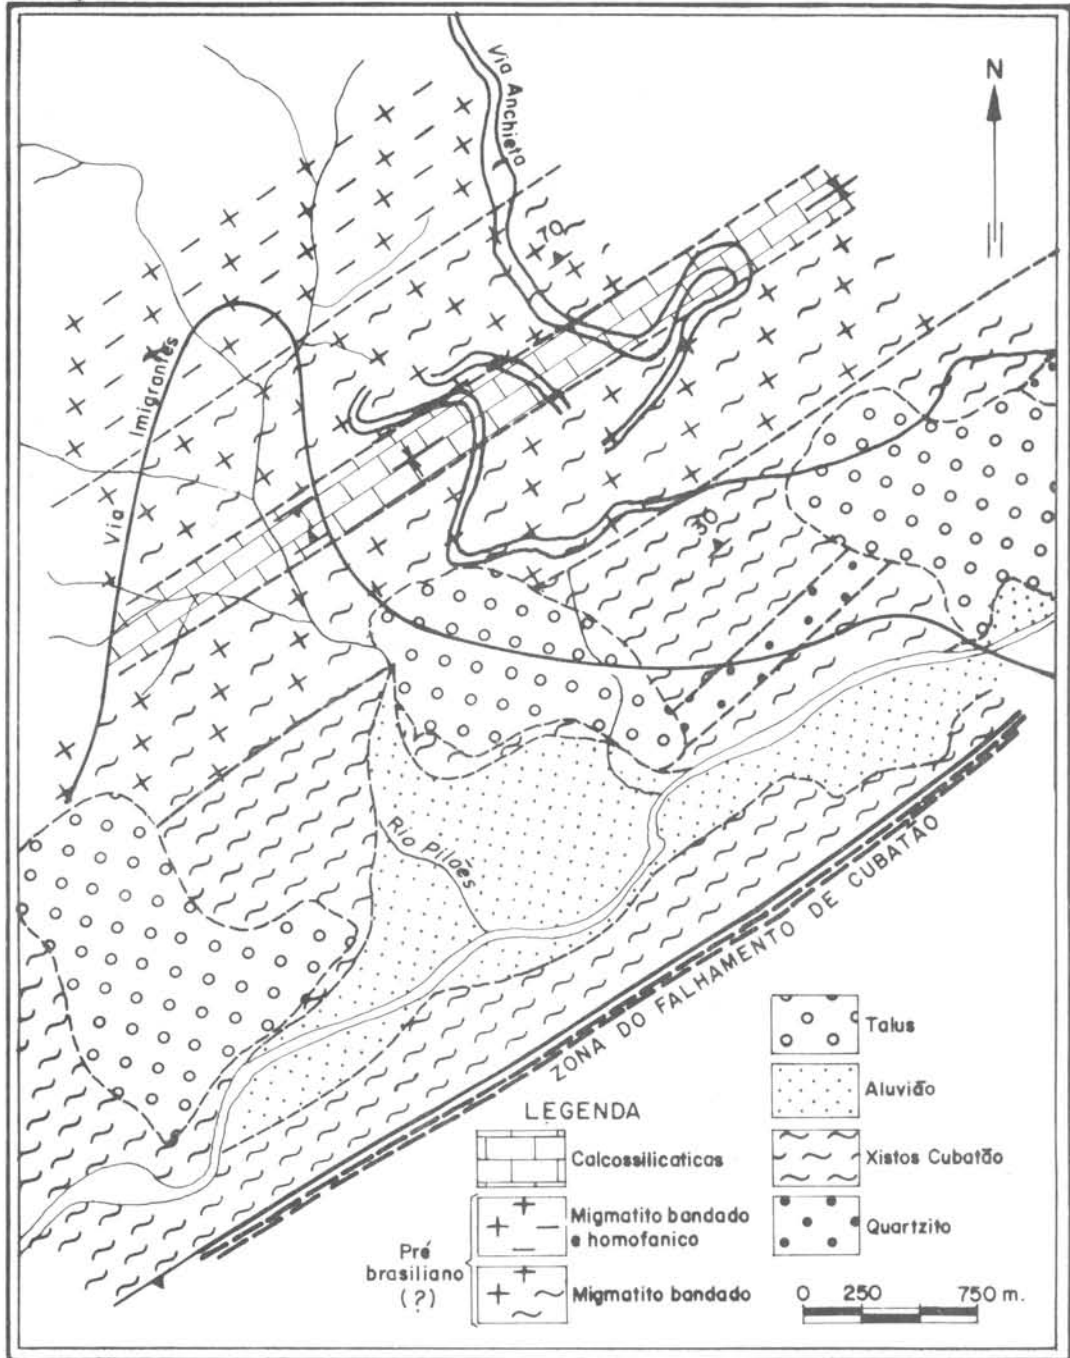 Via Anchieta
N
70
Via Imigrantes
30
Rio Pilões
ZONA DO FALHAMENTO DE CUBATÃO
LEGENDA
Calcossilicaticas
Pré
brasiliano
(?)
Migmatito bandado
e homofanico
Migmatito bandado
Talus
Aluvião
Xistos Cubatão
Quartzito
0 250 750 m.